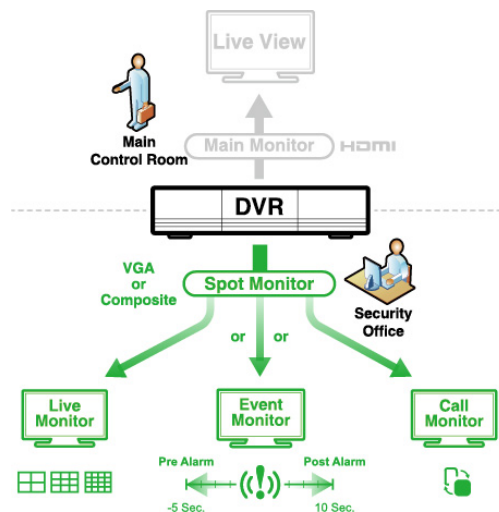 Live View
Main
Control Room
Main Monitor
HDMI
DVR
VGA
or
Composite
Spot Monitor
Security
Office
or
or
Live
Monitor
Event
Monitor
Call
Monitor
Pre Alarm
Post Alarm
-5 Sec.
10 Sec.